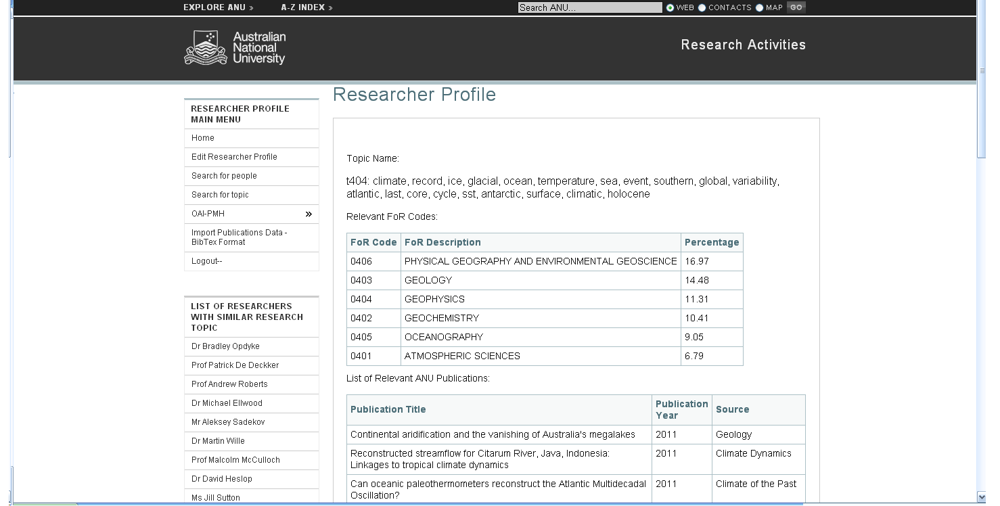 EXPLORE ANU » A-Z INDEX » Search ANU... WEB CONTACTS MAP GO
Australian
National
University
Research Activities
Researcher Profile
RESEARCHER PROFILE
MAIN MENU
Home
Edit Researcher Profile
Search for people
Search for topic
OAI-PMH »
Import Publications Data -
BibTex Format
Logout--
LIST OF RESEARCHERS
WITH SIMILAR RESEARCH
TOPIC
Dr Bradley Opdyke
Prof Patrick De Deckker
Prof Andrew Roberts
Dr Michael Ellwood
Mr Aleksey Sadekov
Dr Martin Wille
Prof Malcolm McCulloch
Dr David Heslop
Ms Jill Sutton
Topic Name:
t404: climate, record, ice, glacial, ocean, temperature, sea, event, southern, global, variability,
atlantic, last, core, cycle, sst, antarctic, surface, climatic, holocene
Relevant FoR Codes:
FoR Code FoR Description Percentage
0406 PHYSICAL GEOGRAPHY AND ENVIRONMENTAL GEOSCIENCE 16.97
0403 GEOLOGY 14.48
0404 GEOPHYSICS 11.31
0402 GEOCHEMISTRY 10.41
0405 OCEANOGRAPHY 9.05
0401 ATMOSPHERIC SCIENCES 6.79
List of Relevant ANU Publications:
Publication Title Publication Year Source
Continental aridification and the vanishing of Australia's megalakes 2011 Geology
Reconstructed streamflow for Citarum River, Java, Indonesia: 2011 Climate Dynamics
Linkages to tropical climate dynamics
Can oceanic paleothermometers reconstruct the Atlantic Multidecadal 2011 Climate of the Past
Oscillation?